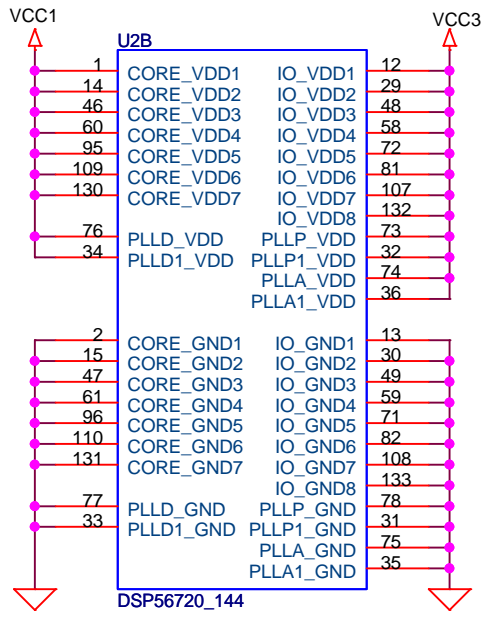 VCC1 VCC3
U2B
1 CORE_VDD1 IO_VDD1 12
14 CORE_VDD2 IO_VDD2 29
46 CORE_VDD3 IO_VDD3 48
60 CORE_VDD4 IO_VDD4 58
95 CORE_VDD5 IO_VDD5 72
109 CORE_VDD6 IO_VDD6 81
130 CORE_VDD7 IO_VDD7 107
IO_VDD8 132
76 PLLD_VDD PLLP_VDD 73
34 PLLD1_VDD PLLP1_VDD 32
PLLA_VDD 74
PLLA1_VDD 36
2 CORE_GND1 IO_GND1 13
15 CORE_GND2 IO_GND2 30
47 CORE_GND3 IO_GND3 49
61 CORE_GND4 IO_GND4 59
96 CORE_GND5 IO_GND5 71
110 CORE_GND6 IO_GND6 82
131 CORE_GND7 IO_GND7 108
IO_GND8 133
77 PLLD_GND PLLP_GND 78
33 PLLD1_GND PLLP1_GND 31
PLLA_GND 75
PLLA1_GND 35
DSP56720_144